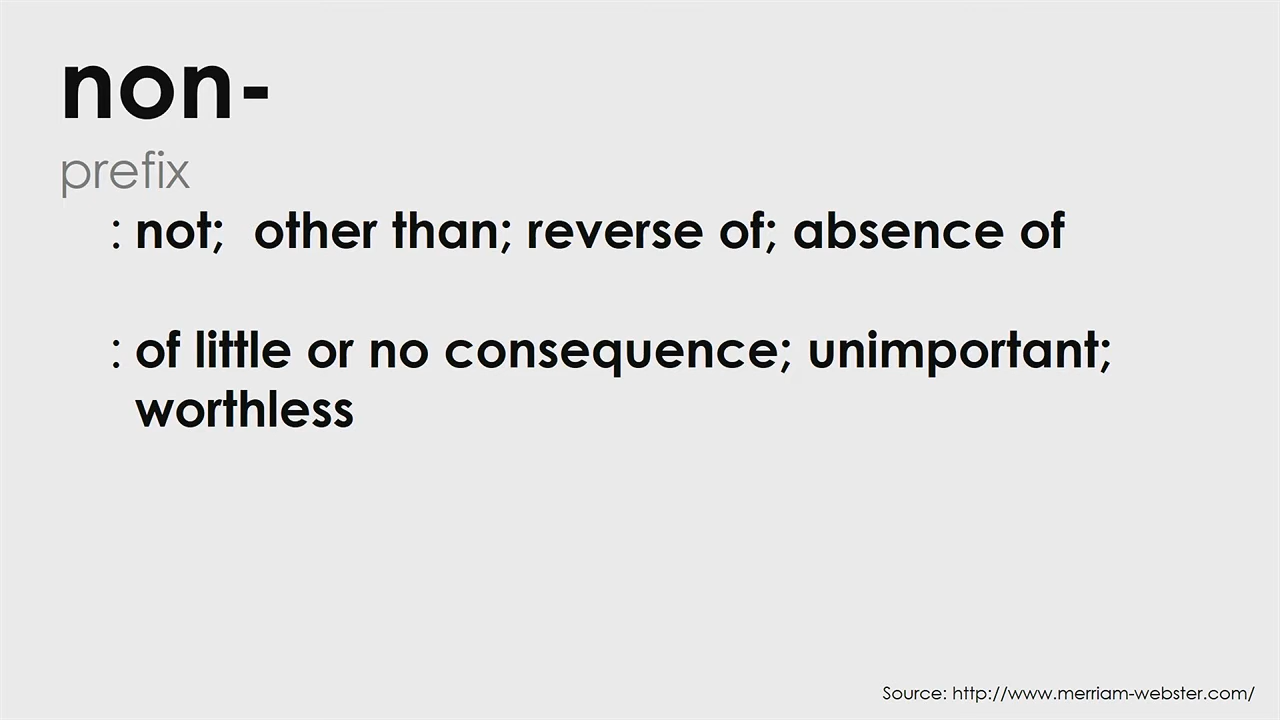 non-
prefix
: not;  other than; reverse of; absence of
: of little or no consequence; unimportant;
worthless
Source: http://www.merriam-webster.com/